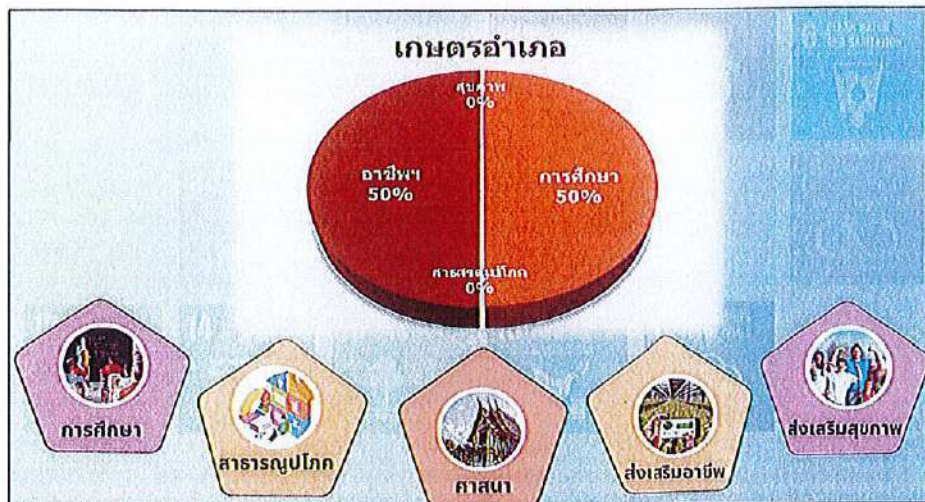 เกษตรอำเภอ
สุขภาพ
0%
อาชีพฯ
50%
การศึกษา
50%
0%
การศึกษา
สาธารณูปโภค
ศาสนา
ส่งเสริมอาชีพ
ส่งเสริมสุขภาพ